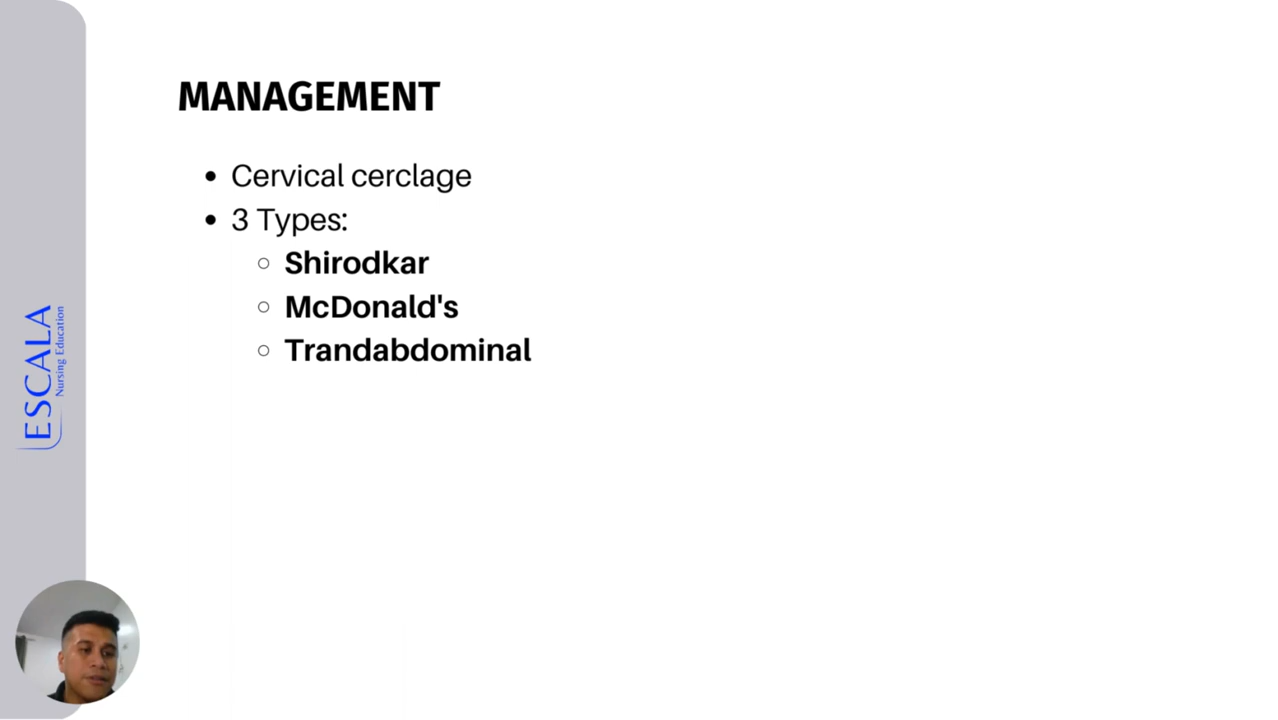 MANAGEMENT
• Cervical cerclage
• 3 Types:
○ Shirodkar
○ McDonald's
○ Trandabdominal
ESCALA
Nursing Education